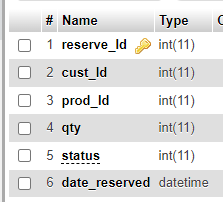 # Name Type
1 reserve_Id int(11)
2 cust_Id int(11)
3 prod_Id int(11)
4 qty int(11)
5 status int(11)
6 date_reserved datetime